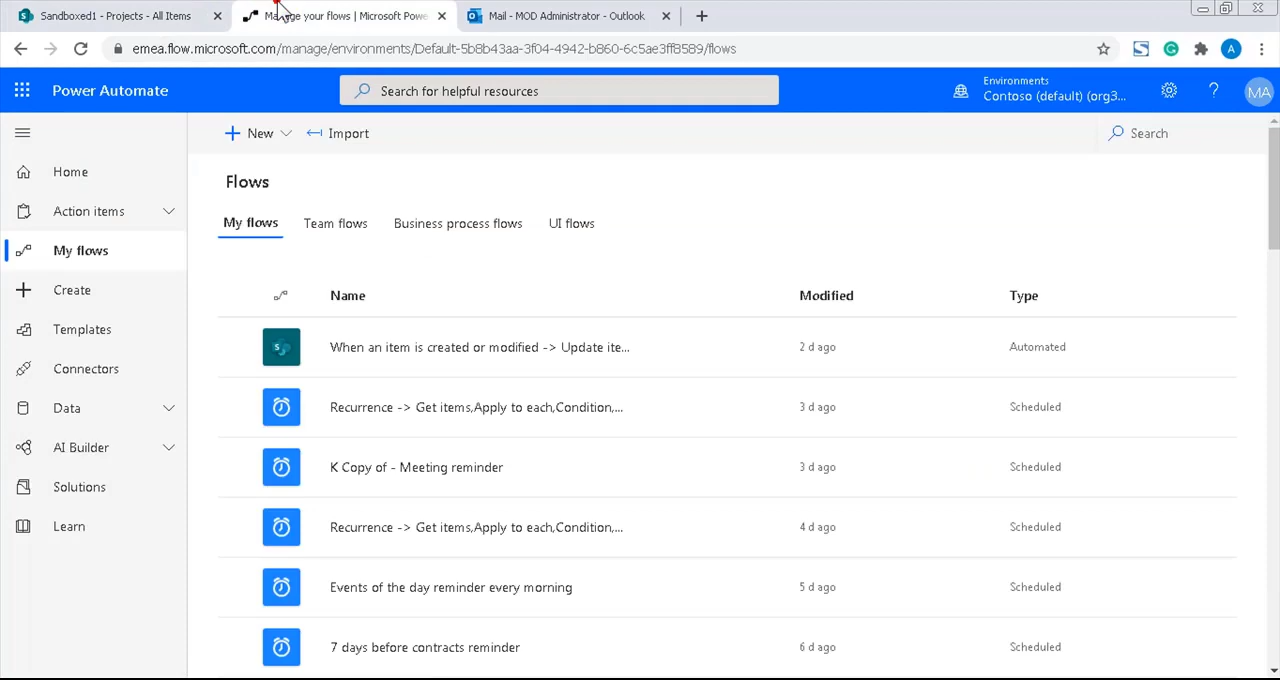 Sandboxed1 - Projects - All Items
Manage your flows | Microsoft Powe
Mail - MOD Administrator - Outlook
emea.flow.microsoft.com/manage/environments/Default-5b8b43aa-3f04-4942-b860-6c5ae3ff8589/flows
A
Power Automate
Search for helpful resources
Environments
Contoso (default) (org3...
?
MA
New
Import
Search
Home
Action items
My flows
Create
Templates
Connectors
Data
AI Builder
Solutions
Learn
Flows
My flows
Team flows
Business process flows
UI flows
Name
Modified
Type
When an item is created or modified -> Update ite...
2 d ago
Automated
Recurrence -> Get items,Apply to each,Condition,...
3 d ago
Scheduled
K Copy of - Meeting reminder
3 d ago
Scheduled
Recurrence -> Get items,Apply to each,Condition,...
4 d ago
Scheduled
Events of the day reminder every morning
5 d ago
Scheduled
7 days before contracts reminder
6 d ago
Scheduled